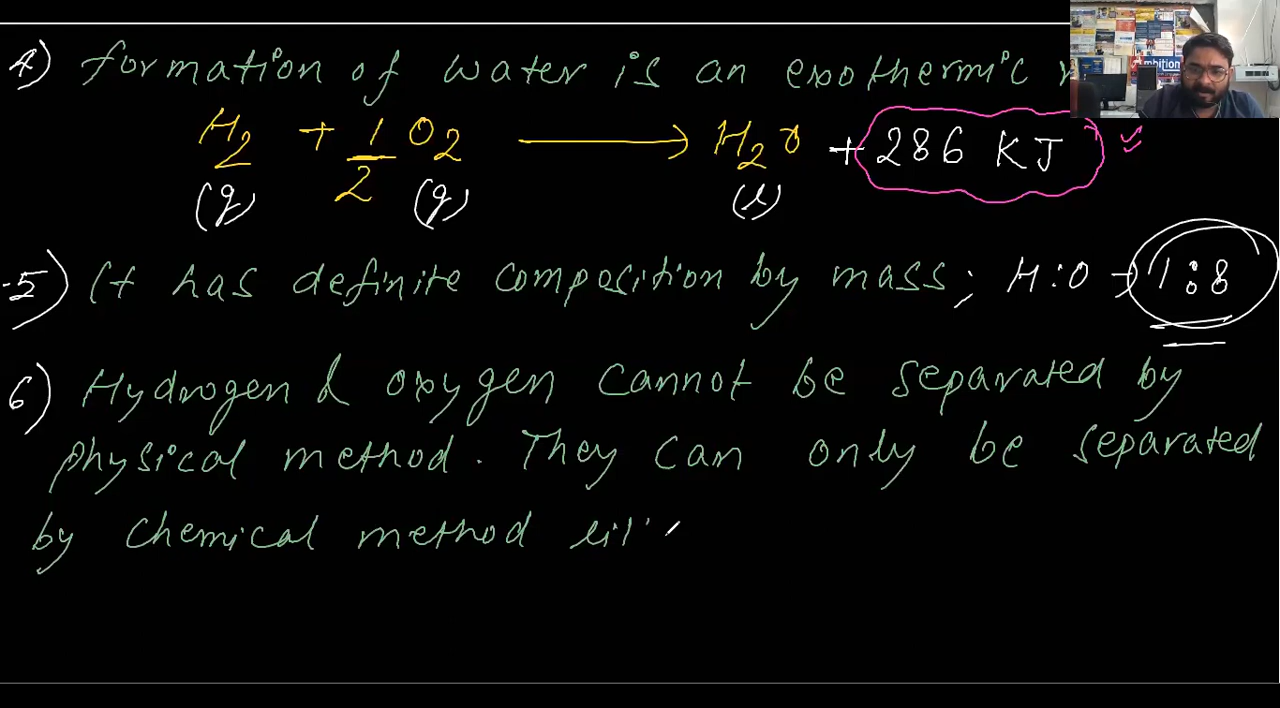 4) formation of water is an exothermic r
H2 + 1/2 O2 → H2O + 286 KJ
(g) (g) (l)
5) It has definite composition by mass; H:O → 1:8
6) Hydrogen & oxygen cannot be separated by
physical method. They can only be separated
by chemical method
mbition